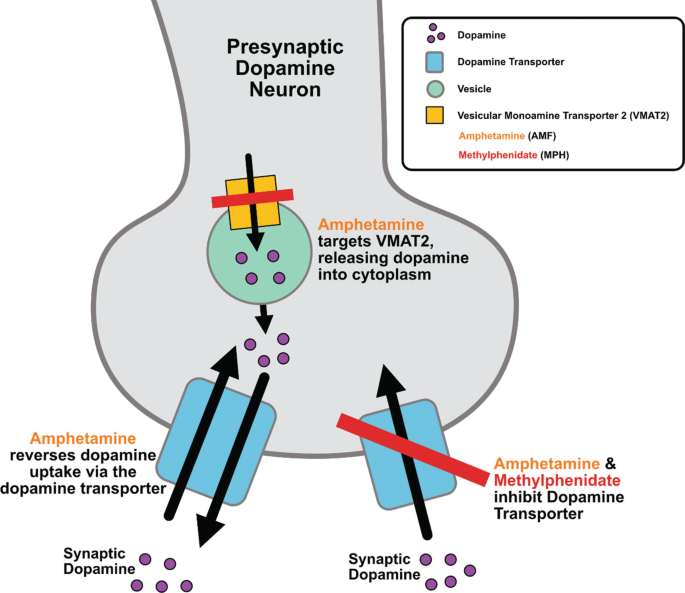 Presynaptic
Dopamine
Neuron
Dopamine
Dopamine Transporter
Vesicle
Vesicular Monoamine Transporter 2 (VMAT2)
Amphetamine (AMF)
Methylphenidate (MPH)
Amphetamine
targets VMAT2,
releasing dopamine
into cytoplasm
Amphetamine
reverses dopamine
uptake via the
dopamine transporter
Amphetamine &
Methylphenidate
inhibit Dopamine
Transporter
Synaptic
Dopamine
Synaptic
Dopamine